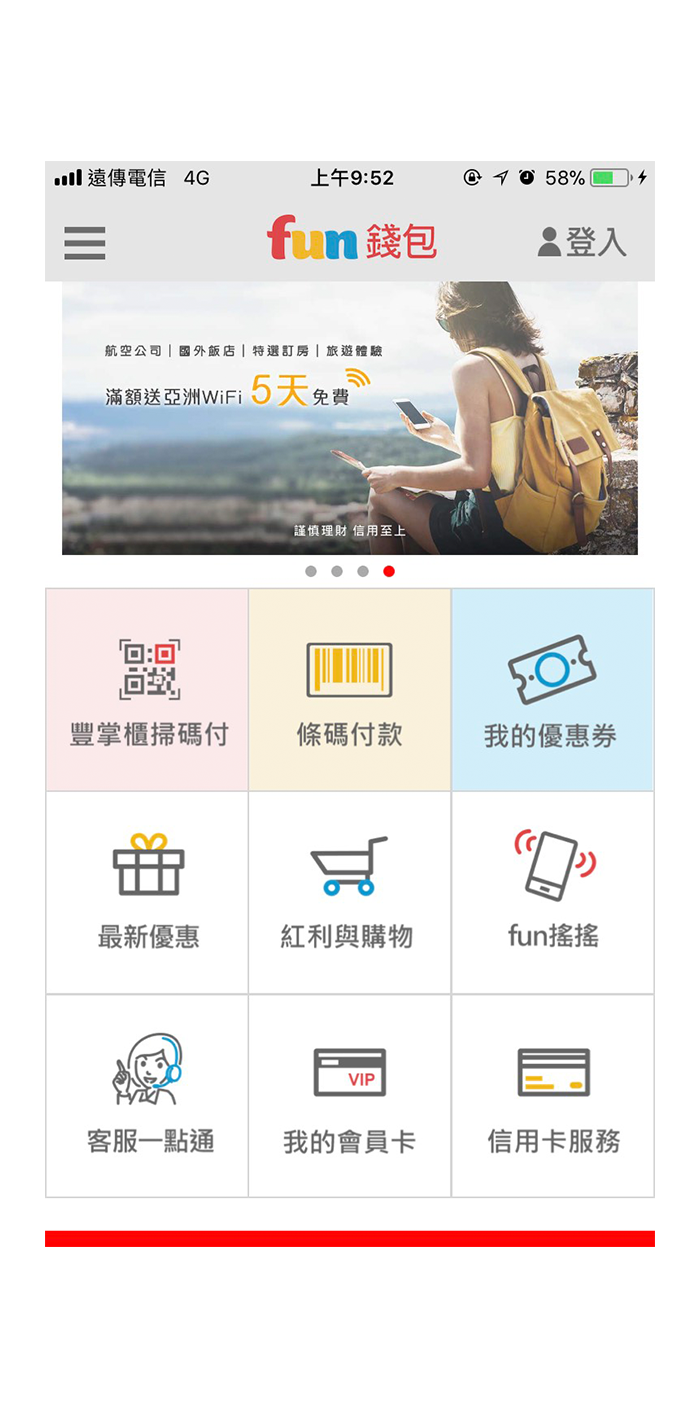 遠傳電信 4G 上午9:52 58%
fun 錢包 登入
航空公司｜國外飯店｜特選訂房｜旅遊體驗
滿額送亞洲WiFi 5天免費
謹慎理財 信用至上
豐掌櫃掃碼付 條碼付款 我的優惠券
最新優惠 紅利與購物 fun搖搖
VIP
客服一點通 我的會員卡 信用卡服務